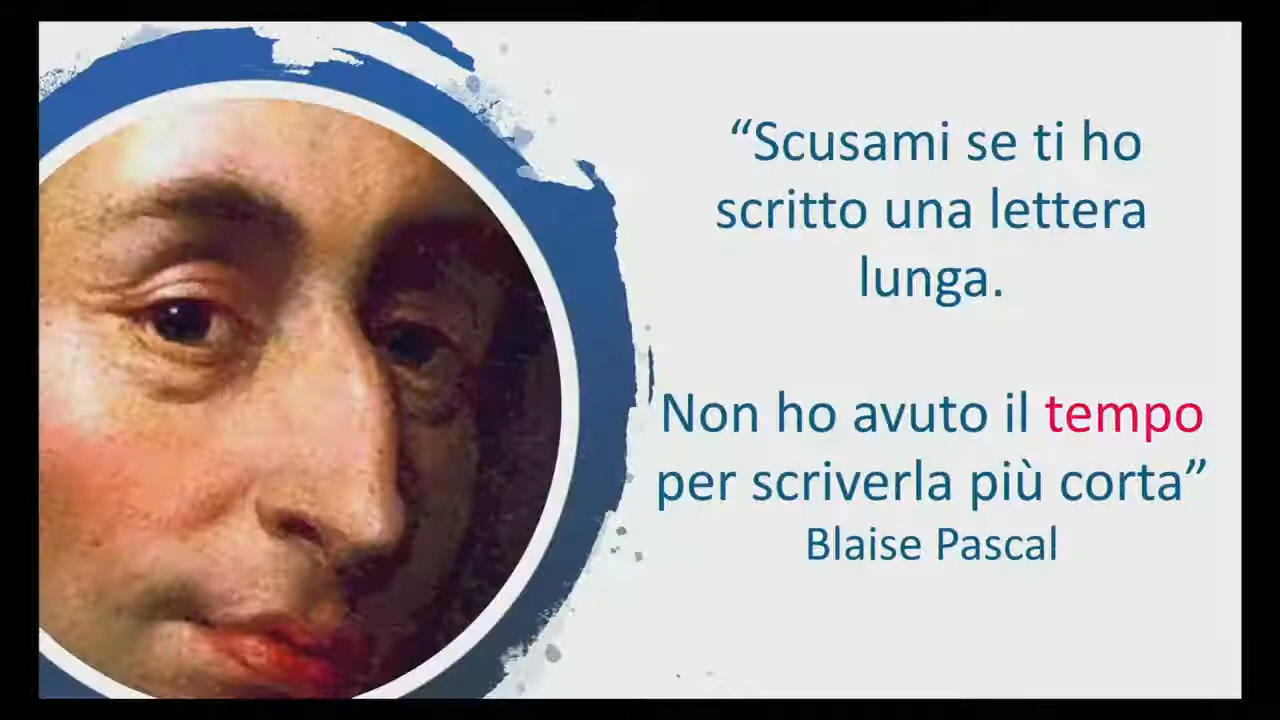 “Scusami se ti ho
scritto una lettera
lunga.
Non ho avuto il tempo
per scriverla più corta”
Blaise Pascal